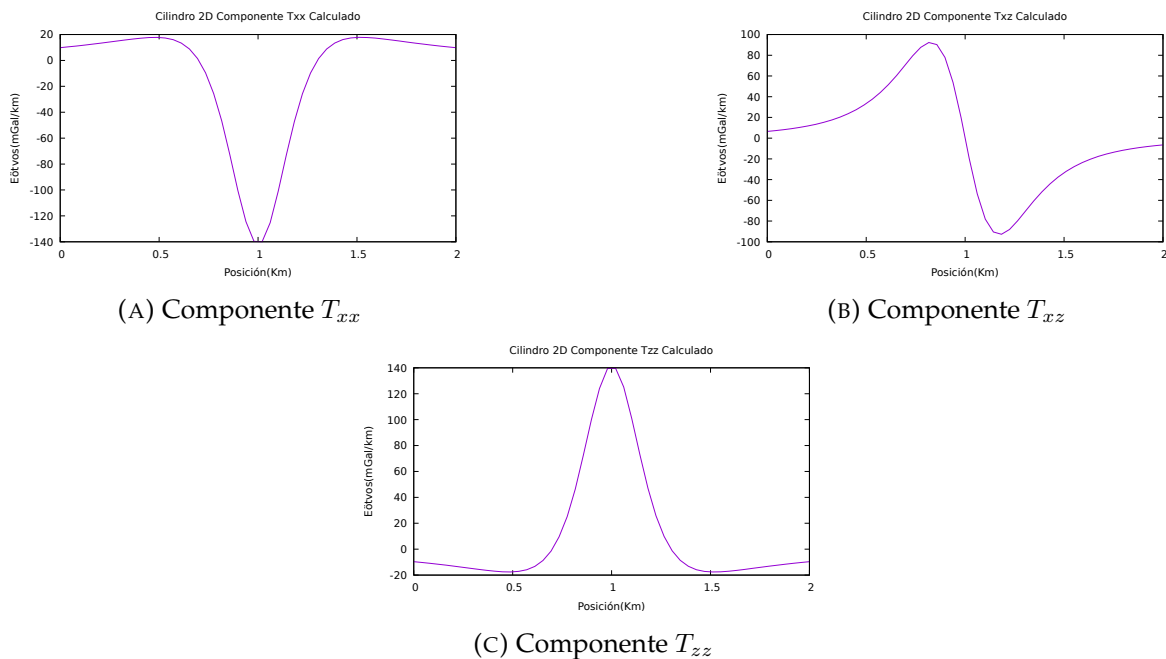 Cilindro 2D Componente Txx Calculado
20
0
-20
-40
-60
-80
-100
-120
-140
Eötvos(mGal/km)
0 0.5 1 1.5 2
Posición(Km)
(A) Componente Txx
Cilindro 2D Componente Txz Calculado
100
80
60
40
20
0
-20
-40
-60
-80
-100
Eötvos(mGal/km)
0 0.5 1 1.5 2
Posición(Km)
(B) Componente Txz
Cilindro 2D Componente Tzz Calculado
140
120
100
80
60
40
20
0
-20
Eötvos(mGal/km)
0 0.5 1 1.5 2
Posición(Km)
(C) Componente Tzz